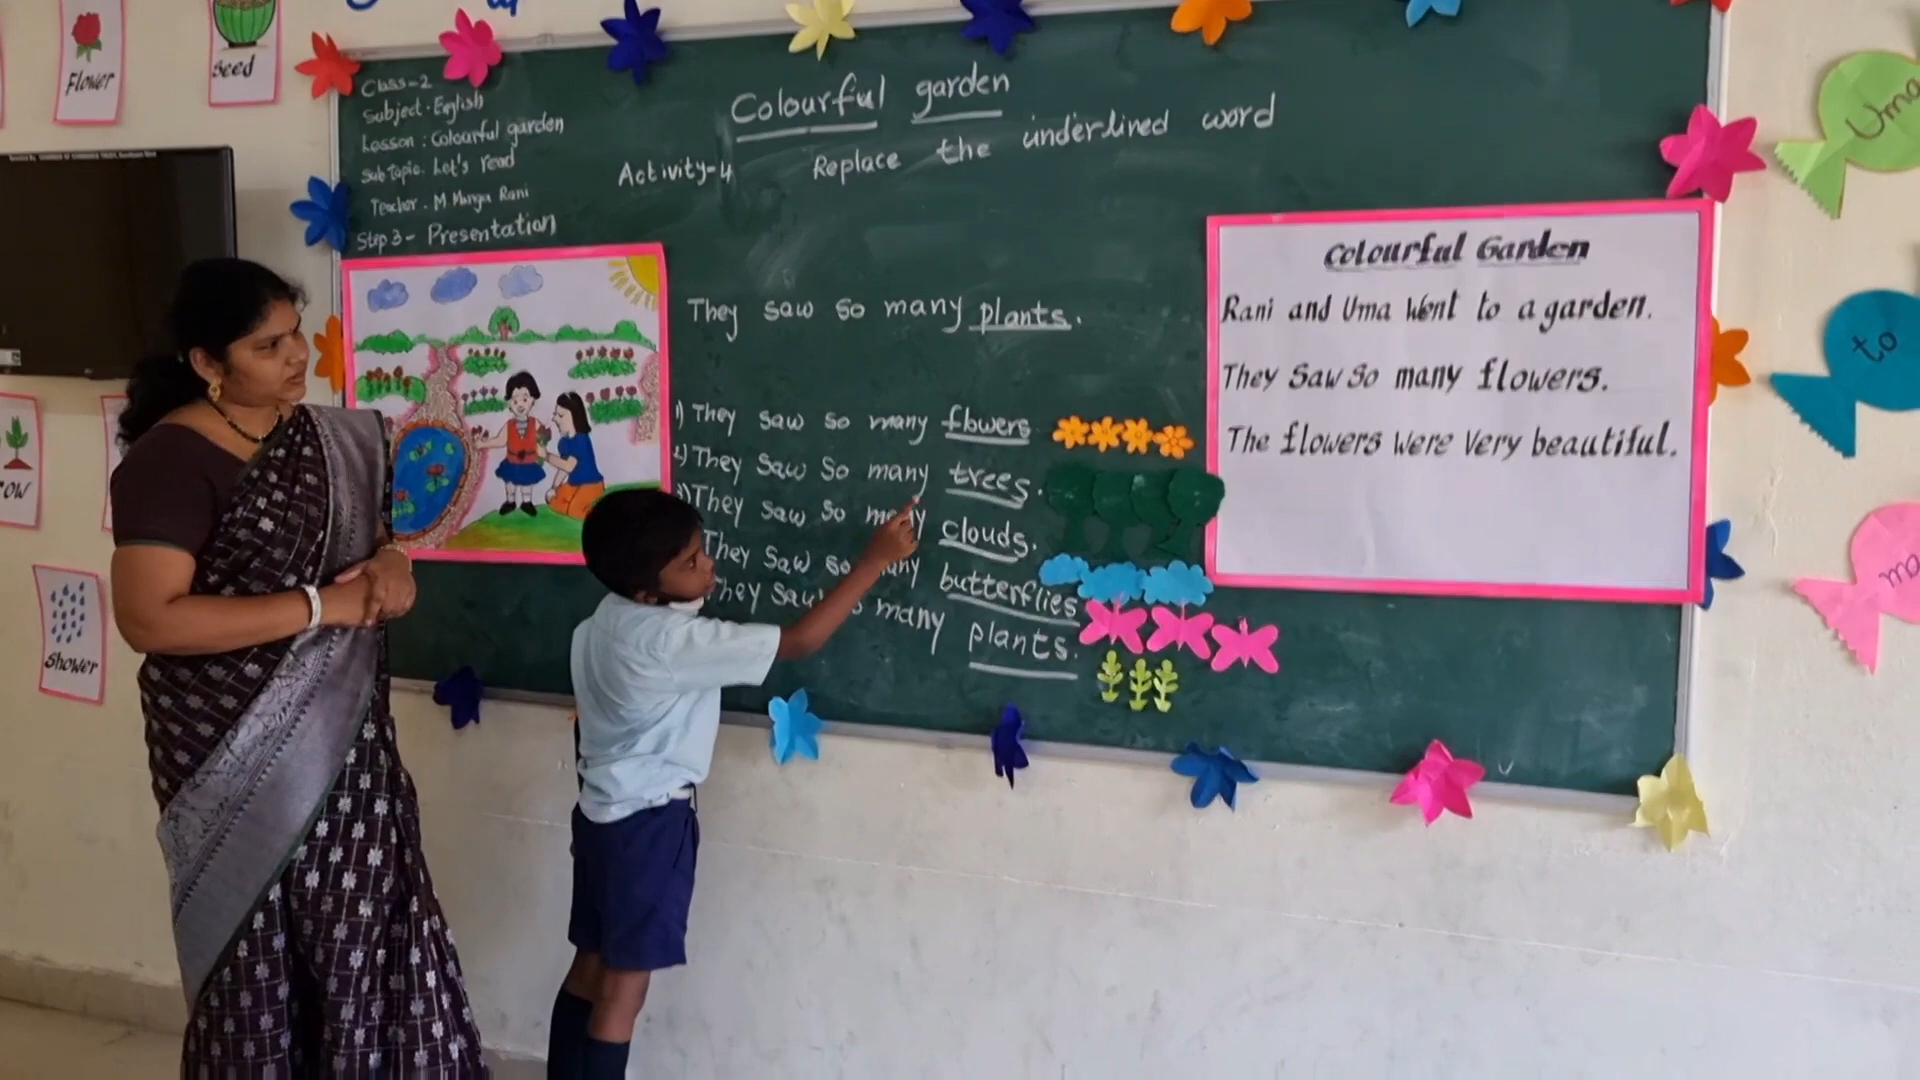 Flower
Seed
Class-2
Subject. English
Lesson : Colourful garden
Sub Topic. Let's read
Teacher. M Manga Rani
Step 3 - Presentation
Colourful garden
Activity-4 Replace the underlined word
They saw so many plants.
1) They saw so many flowers
2) They saw so many trees.
3) They saw so many clouds.
They saw so many butterflies
They saw so many plants.
Colourful Garden
Rani and Uma Went to a garden.
They Saw So many flowers.
The flowers were Very beautiful.
Uma
to
Shower